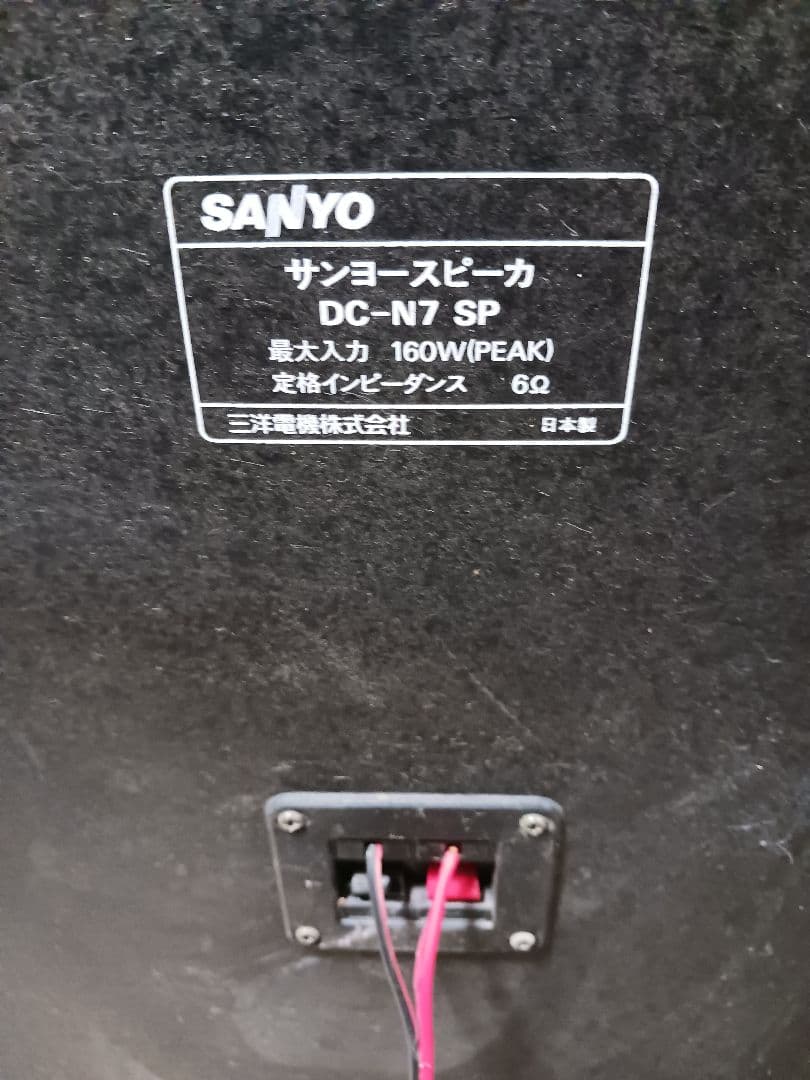 SANYO
サンヨースピーカ
DC-N7 SP
最大入力 160W(PEAK)
定格インピーダンス 6Ω
三洋電機株式会社 日本製